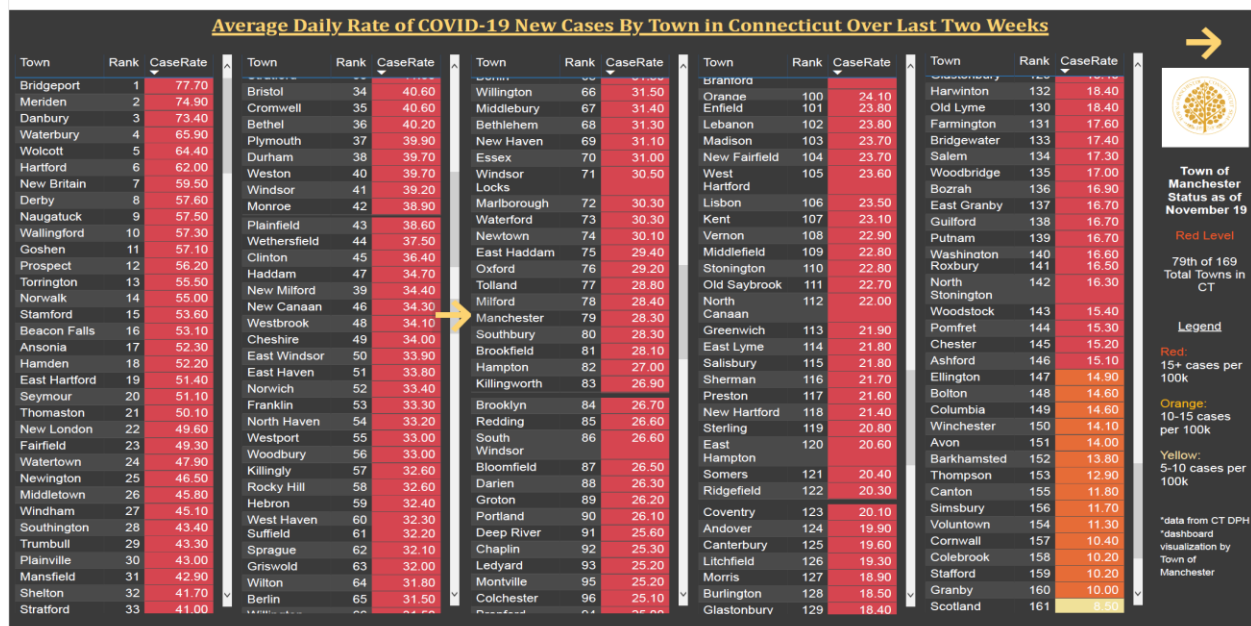 Average Daily Rate of COVID-19 New Cases By Town in Connecticut Over Last Two Weeks
Town Rank CaseRate
Bridgeport 1 77.70
Meriden 2 74.90
Danbury 3 73.40
Waterbury 4 65.90
Wolcott 5 64.40
Hartford 6 62.00
New Britain 7 59.50
Derby 8 57.60
Naugatuck 9 57.50
Wallingford 10 57.30
Goshen 11 57.10
Prospect 12 56.20
Torrington 13 55.50
Norwalk 14 55.00
Stamford 15 53.60
Beacon Falls 16 53.10
Ansonia 17 52.30
Hamden 18 52.20
East Hartford 19 51.40
Seymour 20 51.10
Thomaston 21 50.10
New London 22 49.60
Fairfield 23 49.30
Watertown 24 47.90
Newington 25 46.50
Middletown 26 45.80
Windham 27 45.10
Southington 28 43.40
Trumbull 29 43.30
Plainville 30 43.00
Mansfield 31 42.90
Shelton 32 41.70
Stratford 33 41.00
Town Rank CaseRate
Bristol 34 40.60
Cromwell 35 40.60
Bethel 36 40.20
Plymouth 37 39.90
Durham 38 39.70
Weston 40 39.70
Windsor 41 39.20
Monroe 42 38.90
Plainfield 43 38.60
Wethersfield 44 37.50
Clinton 45 36.40
Haddam 47 34.70
New Milford 39 34.40
New Canaan 46 34.30
Westbrook 48 34.10
Cheshire 49 34.00
East Windsor 50 33.90
East Haven 51 33.80
Norwich 52 33.40
Franklin 53 33.30
North Haven 54 33.20
Westport 55 33.00
Woodbury 56 33.00
Killingly 57 32.60
Rocky Hill 58 32.60
Hebron 59 32.40
West Haven 60 32.30
Suffield 61 32.20
Sprague 62 32.10
Griswold 63 32.00
Wilton 64 31.80
Berlin 65 31.50
Town Rank CaseRate
Willington 66 31.50
Middlebury 67 31.40
Bethlehem 68 31.30
New Haven 69 31.10
Essex 70 31.00
Windsor 71 30.50
Locks
Marlborough 72 30.30
Waterford 73 30.30
Newtown 74 30.10
East Haddam 75 29.40
Oxford 76 29.20
Tolland 77 28.80
Milford 78 28.40
Manchester 79 28.30
Southbury 80 28.30
Brookfield 81 28.10
Hampton 82 27.00
Killingworth 83 26.90
Brooklyn 84 26.70
Redding 85 26.60
South 86 26.60
Windsor
Bloomfield 87 26.50
Darien 88 26.30
Groton 89 26.20
Portland 90 26.10
Deep River 91 25.60
Chaplin 92 25.30
Ledyard 93 25.20
Montville 95 25.20
Colchester 96 25.10
Town Rank CaseRate
Branford
Orange 100 24.10
Enfield 101 23.80
Lebanon 102 23.80
Madison 103 23.70
New Fairfield 104 23.70
West 105 23.60
Hartford
Lisbon 106 23.50
Kent 107 23.10
Vernon 108 22.90
Middlefield 109 22.80
Stonington 110 22.80
Old Saybrook 111 22.70
North 112 22.00
Canaan
Greenwich 113 21.90
East Lyme 114 21.80
Salisbury 115 21.80
Sherman 116 21.70
Preston 117 21.60
New Hartford 118 21.40
Sterling 119 20.80
East 120 20.60
Hampton
Somers 121 20.40
Ridgefield 122 20.30
Coventry 123 20.10
Andover 124 19.90
Canterbury 125 19.60
Litchfield 126 19.30
Morris 127 18.90
Burlington 128 18.50
Glastonbury 129 18.40
Town Rank CaseRate
Harwinton 132 18.40
Old Lyme 130 18.40
Farmington 131 17.60
Bridgewater 133 17.40
Salem 134 17.30
Woodbridge 135 17.00
Bozrah 136 16.90
East Granby 137 16.70
Guilford 138 16.70
Putnam 139 16.70
Washington 140 16.60
Roxbury 141 16.50
North 142 16.30
Stonington
Woodstock 143 15.40
Pomfret 144 15.30
Chester 145 15.20
Ashford 146 15.10
Ellington 147 14.90
Bolton 148 14.60
Columbia 149 14.60
Winchester 150 14.10
Avon 151 14.00
Barkhamsted 152 13.80
Thompson 153 12.90
Canton 155 11.80
Simsbury 156 11.70
Voluntown 154 11.30
Cornwall 157 10.40
Colebrook 158 10.20
Stafford 159 10.20
Granby 160 10.00
Scotland 161 8.50
Town of
Manchester
Status as of
November 19
Red Level
79th of 169
Total Towns in
CT
Legend
Red:
15+ cases per
100k
Orange:
10-15 cases
per 100k
Yellow:
5-10 cases per
100k
*data from CT DPH
*dashboard
visualization by
Town of
Manchester